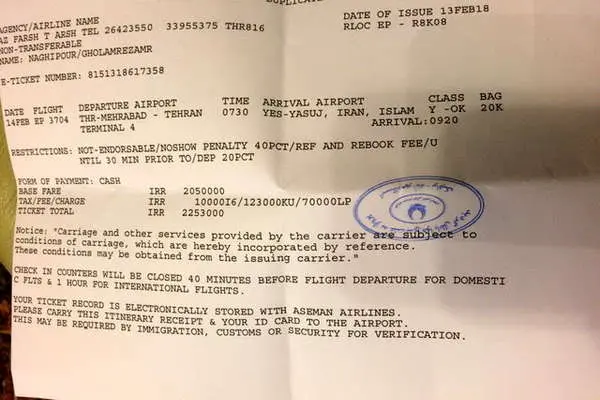 DUPLICATE
AGENCY/AIRLINE NAME DATE OF ISSUE 13FEB18
AZ FARSH T ARSH TEL 26423550 33955375 THR816 RLOC EP - R8K08
NON-TRANSFERABLE
NAME: NAGHIPOUR/GHOLAMREZAMR
E-TICKET NUMBER: 8151318617358
DATE FLIGHT DEPARTURE AIRPORT TIME ARRIVAL AIRPORT CLASS BAG
14FEB EP 3704 THR-MEHRABAD - TEHRAN 0730 YES-YASUJ, IRAN, ISLAM Y -OK 20K
TERMINAL 4 ARRIVAL:0920
RESTRICTIONS: NOT-ENDORSABLE/NOSHOW PENALTY 40PCT/REF AND REBOOK FEE/U
NTIL 30 MIN PRIOR TO/DEP 20PCT
FORM OF PAYMENT: CASH
BASE FARE IRR 2050000
TAX/FEE/CHARGE IRR 10000I6/123000KU/70000LP
TICKET TOTAL IRR 2253000
Notice: "Carriage and other services provided by the carrier are subject to
conditions of carriage, which are hereby incorporated by reference.
These conditions may be obtained from the issuing carrier."
CHECK IN COUNTERS WILL BE CLOSED 40 MINUTES BEFORE FLIGHT DEPARTURE FOR DOMESTI
C FLTS & 1 HOUR FOR INTERNATIONAL FLIGHTS.
YOUR TICKET RECORD IS ELECTRONICALLY STORED WITH ASEMAN AIRLINES.
PLEASE CARRY THIS ITINERARY RECEIPT & YOUR ID CARD TO THE AIRPORT.
THIS MAY BE REQUIRED BY IMMIGRATION, CUSTOMS OR SECURITY FOR VERIFICATION.